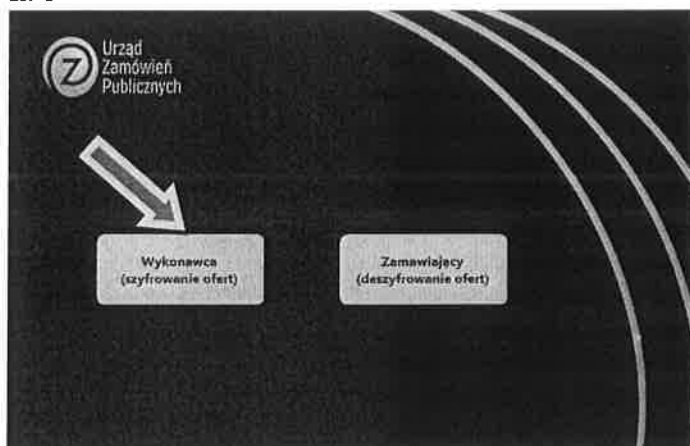 Urząd
Zamówień
Publicznych
Wykonawca
(szyfrowanie ofert)
Zamawiający
(deszyfrowanie ofert)